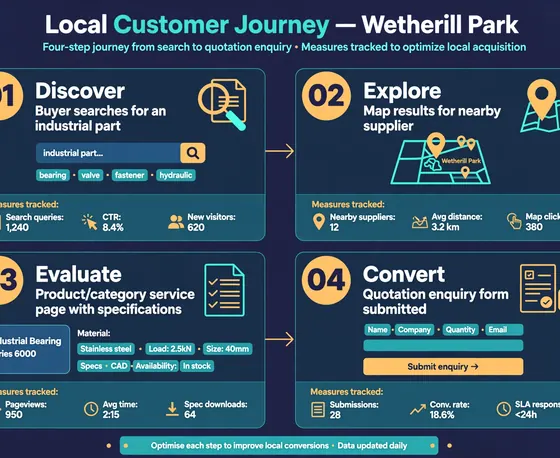 Local Customer Journey — Wetherill Park
Four-step journey from search to quotation enquiry • Measures tracked to optimize local acquisition
01
Discover
Buyer searches for an
industrial part
industrial part...
bearing • valve • fastener • hydraulic
Measures tracked:
Search queries:
1,240
CTR:
8.4%
New visitors:
620
02
Explore
Map results for nearby
supplier
Wetherill Park
Measures tracked:
Nearby suppliers:
12
Avg distance:
3.2 km
Map click
380
03
Evaluate
Product/category service
page with specifications
Industrial Bearing
Series 6000
Material:
Stainless steel • Load: 2.5kN • Size: 40mm
Specs • CAD • Availability: In stock
Measures tracked:
Pageviews:
950
Avg time:
2:15
Spec downloads:
64
04
Convert
Quotation enquiry form
submitted
Name • Company • Quantity • Email
Submit enquiry →
Measures tracked:
Submissions:
28
Conv. rate:
18.6%
SLA respon
<24h
Optimise each step to improve local conversions • Data updated daily